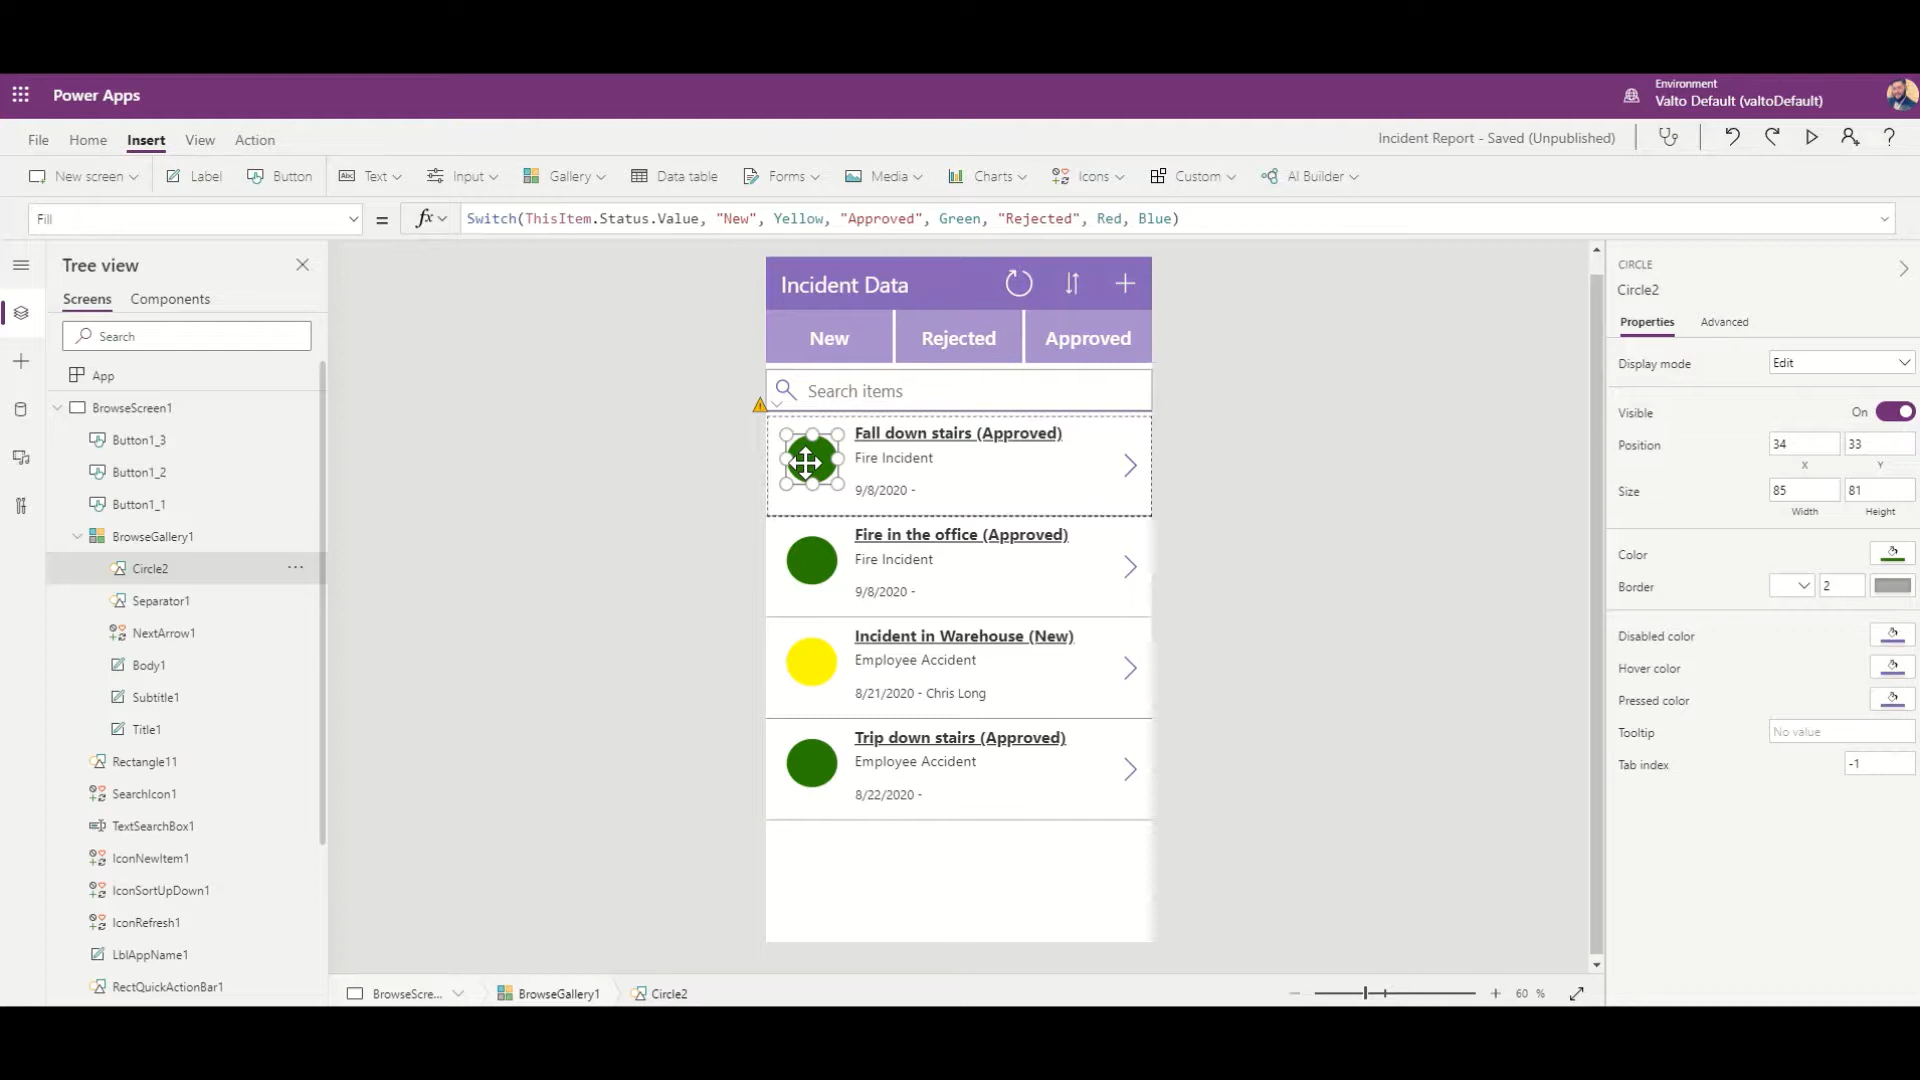 Power Apps
Environment
Valto Default (valtoDefault)
File Home Insert View Action
Incident Report - Saved (Unpublished)
New screen Label Button Text Input Gallery Data table Forms Media Charts Icons Custom AI Builder
Fill = fx Switch(ThisItem.Status.Value, "New", Yellow, "Approved", Green, "Rejected", Red, Blue)
Tree view
Screens Components
Search
App
BrowseScreen1
Button1_3
Button1_2
Button1_1
BrowseGallery1
Circle2
Separator1
NextArrow1
Body1
Subtitle1
Title1
Rectangle11
SearchIcon1
TextSearchBox1
IconNewItem1
IconSortUpDown1
IconRefresh1
LblAppName1
RectQuickActionBar1
Incident Data
New Rejected Approved
Search items
Fall down stairs (Approved)
Fire Incident
9/8/2020 -
Fire in the office (Approved)
Fire Incident
9/8/2020 -
Incident in Warehouse (New)
Employee Accident
8/21/2020 - Chris Long
Trip down stairs (Approved)
Employee Accident
8/22/2020 -
BrowseScre... BrowseGallery1 Circle2
60 %
CIRCLE
Circle2
Properties Advanced
Display mode Edit
Visible On
Position 34 33
X Y
Size 85 81
Width Height
Color
Border 2
Disabled color
Hover color
Pressed color
Tooltip No value
Tab index -1